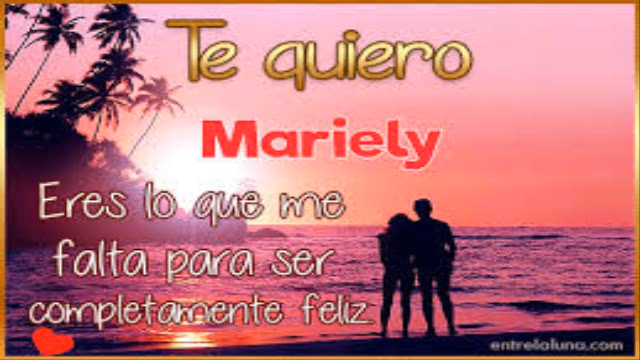 Te quiero
Mariely
Eres lo que me
falta para ser
completamente feliz
entrelaluna.com